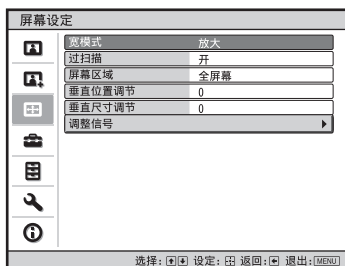 屏幕设定
宽模式 放大
过扫描 开
屏幕区域 全屏幕
垂直位置调节 0
垂直尺寸调节 0
调整信号
选择: 设定: 返回: 退出: MENU